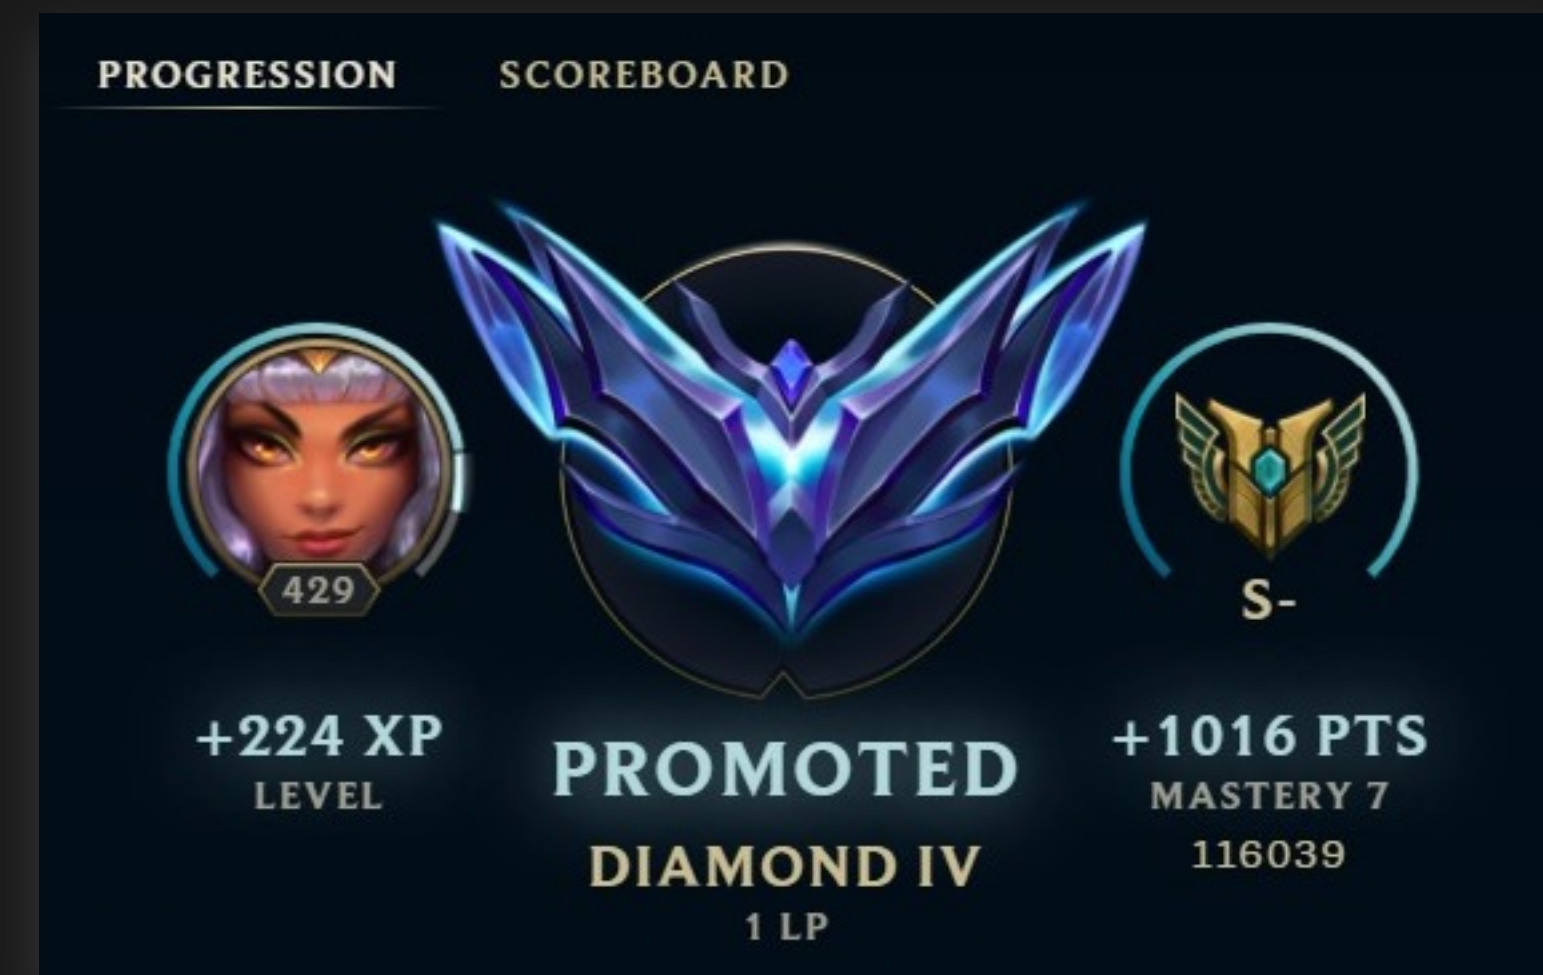 PROGRESSION SCOREBOARD
429
S-
+224 XP
LEVEL
PROMOTED
DIAMOND IV
1 LP
+1016 PTS
MASTERY 7
116039